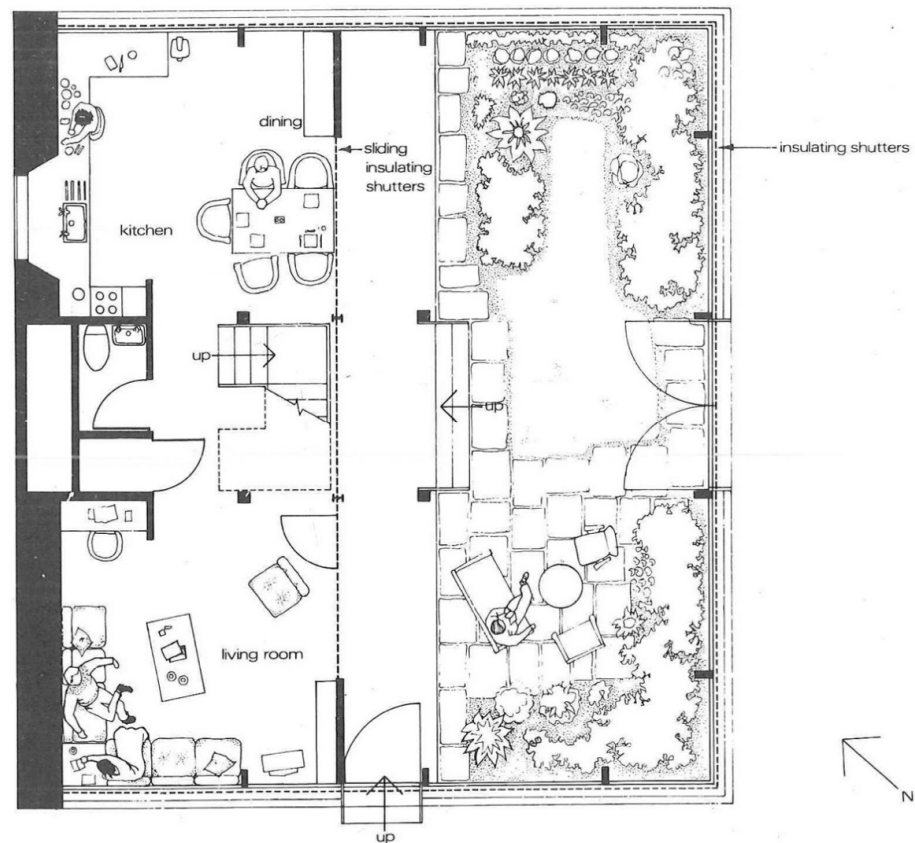 dining
sliding
insulating
shutters
insulating shutters
kitchen
up
up
living room
N
up